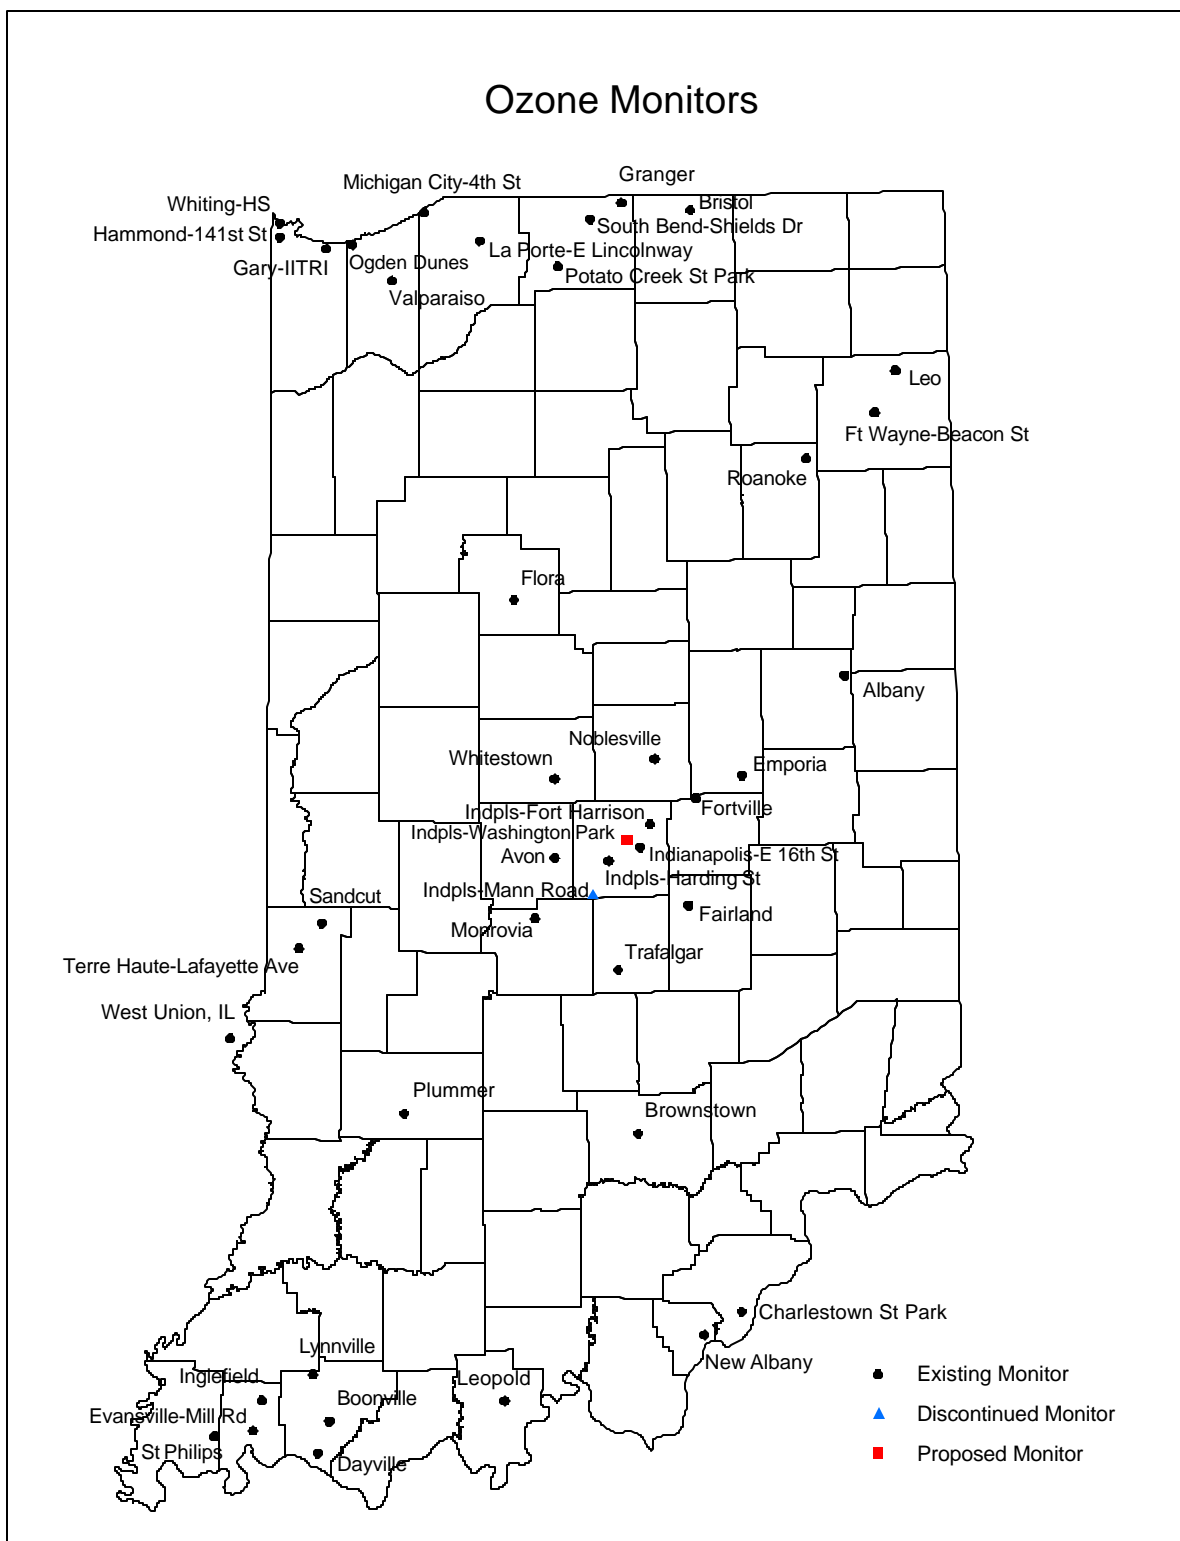 Ozone Monitors
Granger
Michigan City-4th St
Whiting-HS
Bristol
South Bend-Shields Dr
Hammond-141st St
La Porte-E Lincolnway
Ogden Dunes
Gary-IITRI
Potato Creek St Park
Valparaiso
Leo
Ft Wayne-Beacon St
Roanoke
Flora
Albany
Noblesville
Whitestown
Emporia
Fortville
Indpls-Fort Harrison
Indpls-Washington Park
Avon
Indianapolis-E 16th St
Indpls-Harding St
Indpls-Mann Road
Sandcut
Fairland
Monrovia
Trafalgar
Terre Haute-Lafayette Ave
West Union, IL
Plummer
Brownstown
Charlestown St Park
Lynnville
New Albany
Inglefield
Leopold
Boonville
Evansville-Mill Rd
St Philips
Dayville
Existing Monitor
Discontinued Monitor
Proposed Monitor